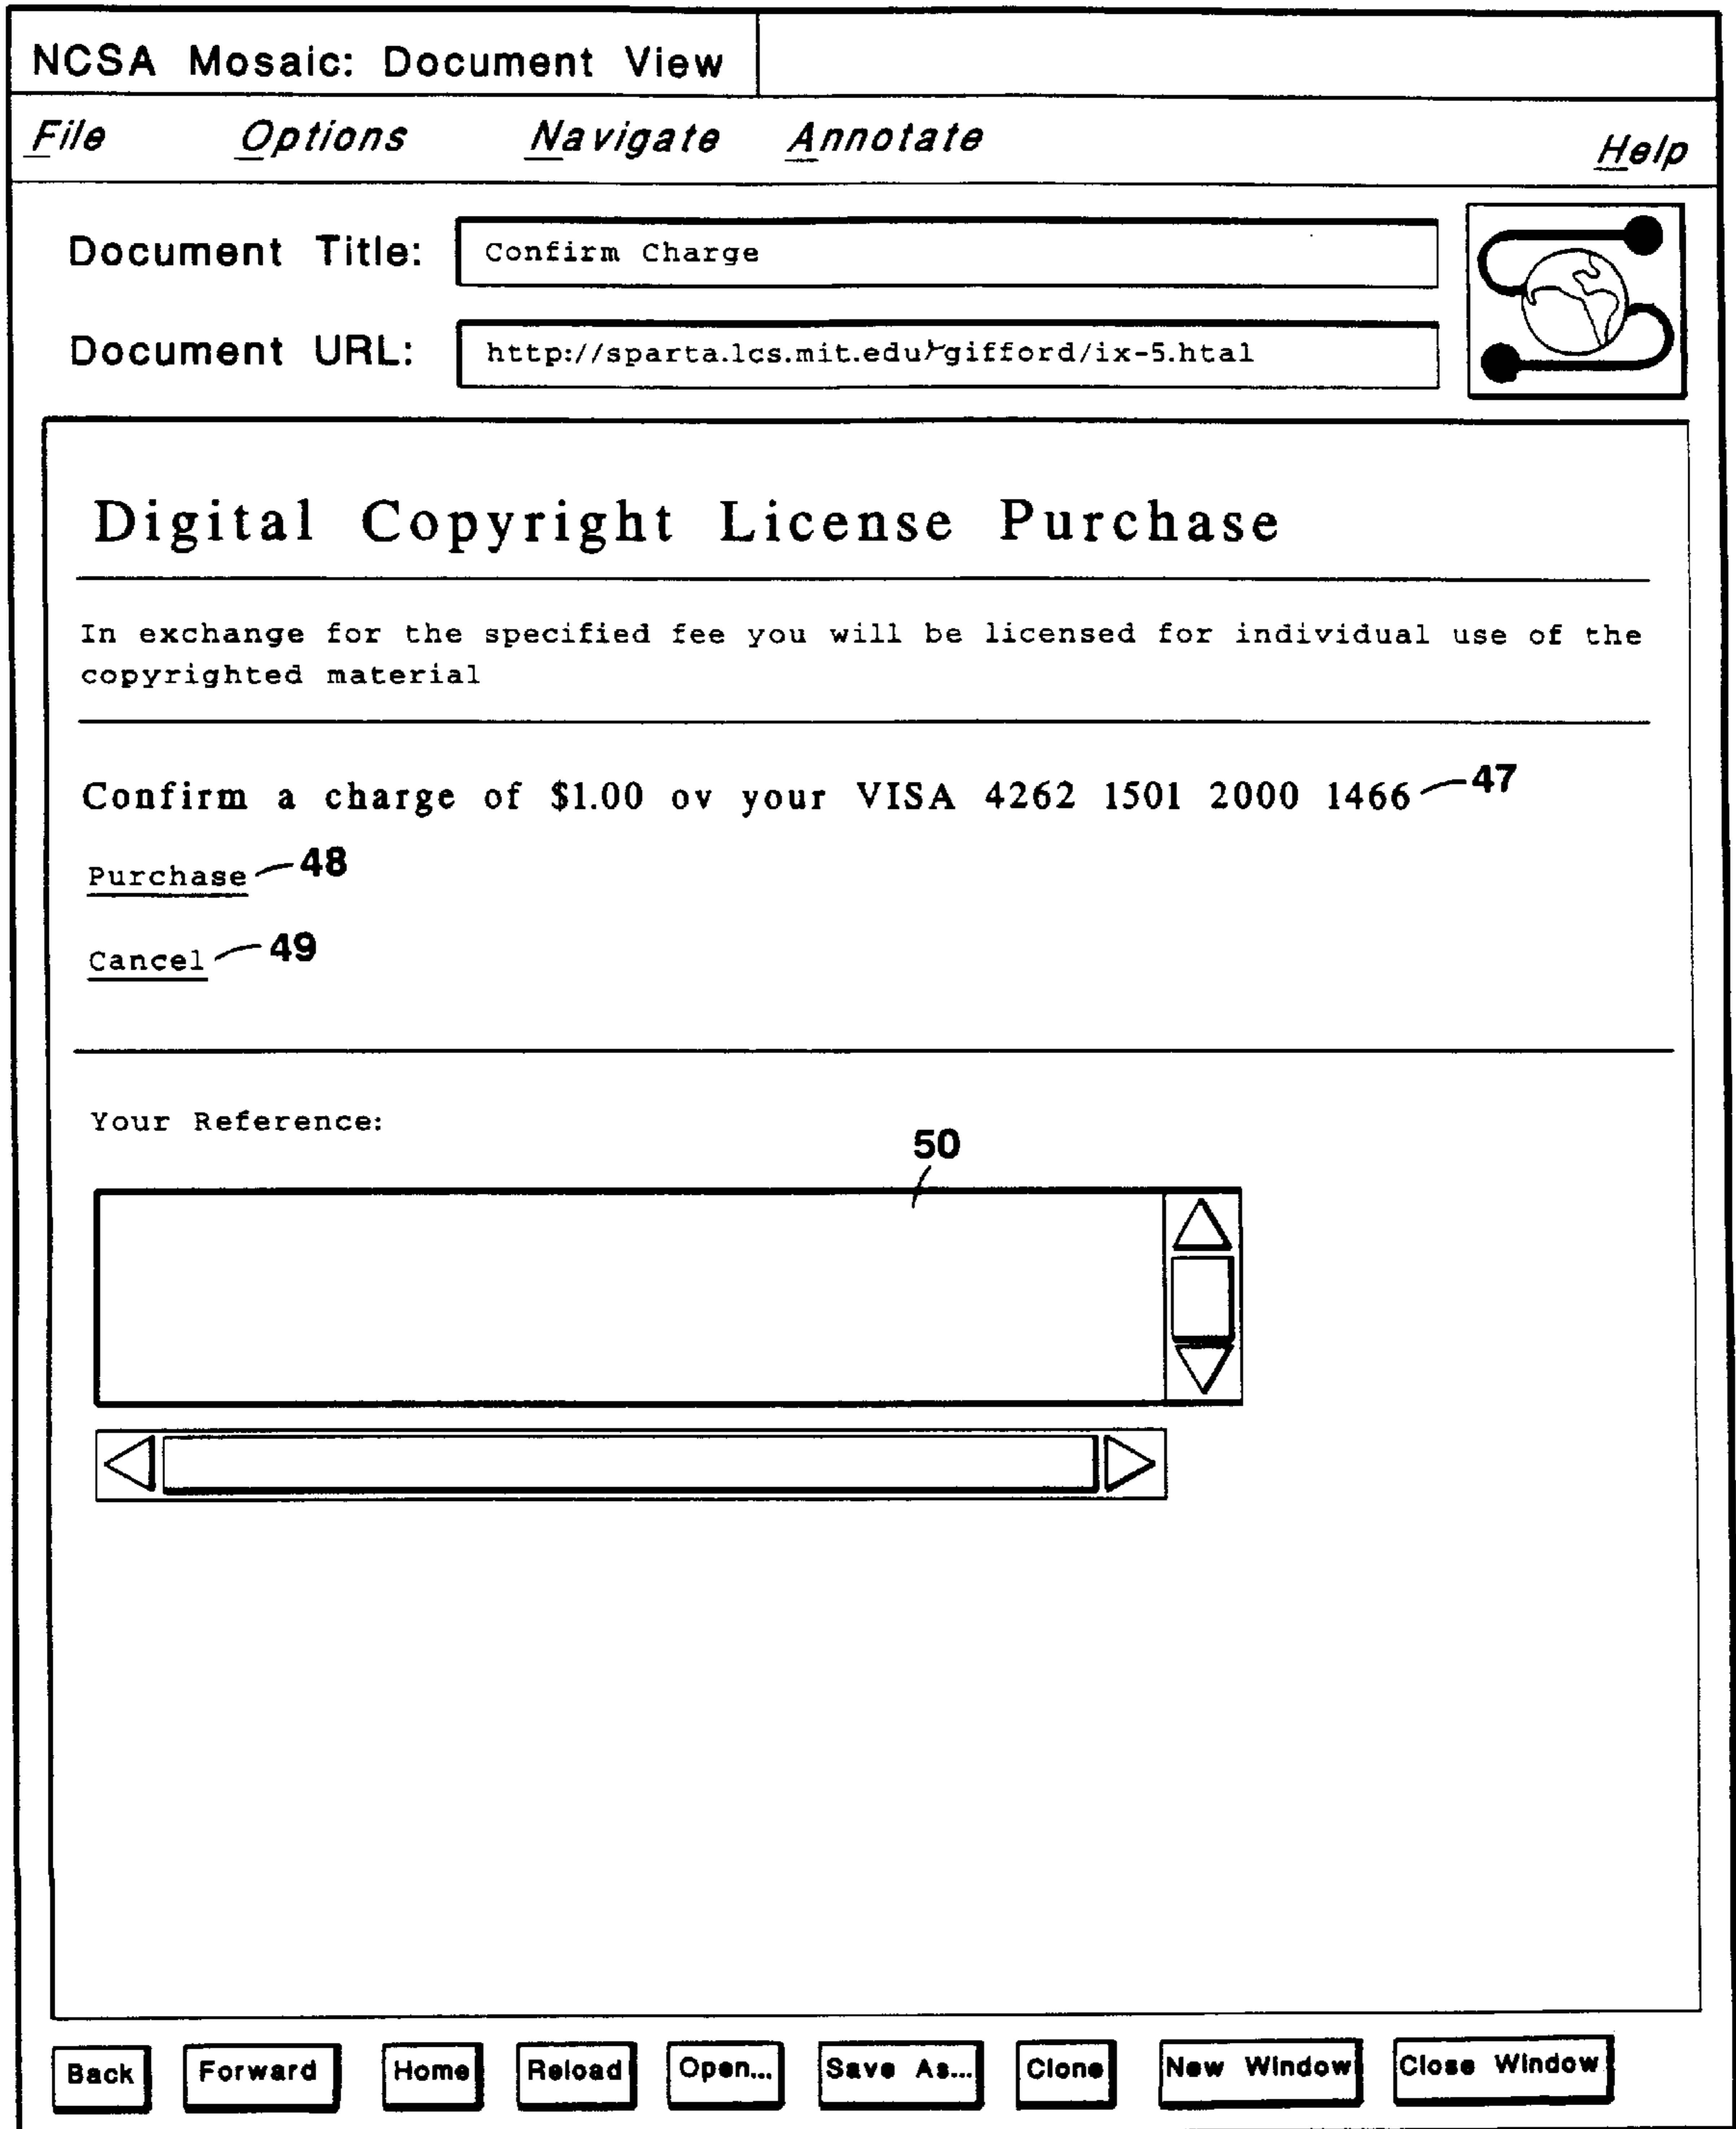 NCSA Mosaic: Document View
File Options Navigate Annotate Help
Document Title: Confirm Charge
Document URL: http://sparta.lcs.mit.edu/~gifford/ix-5.htal
Digital Copyright License Purchase
In exchange for the specified fee you will be licensed for individual use of the
copyrighted material
Confirm a charge of $1.00 ov your VISA 4262 1501 2000 1466 47
Purchase 48
Cancel 49
Your Reference:
50
Back Forward Home Reload Open... Save As... Clone New Window Close Window